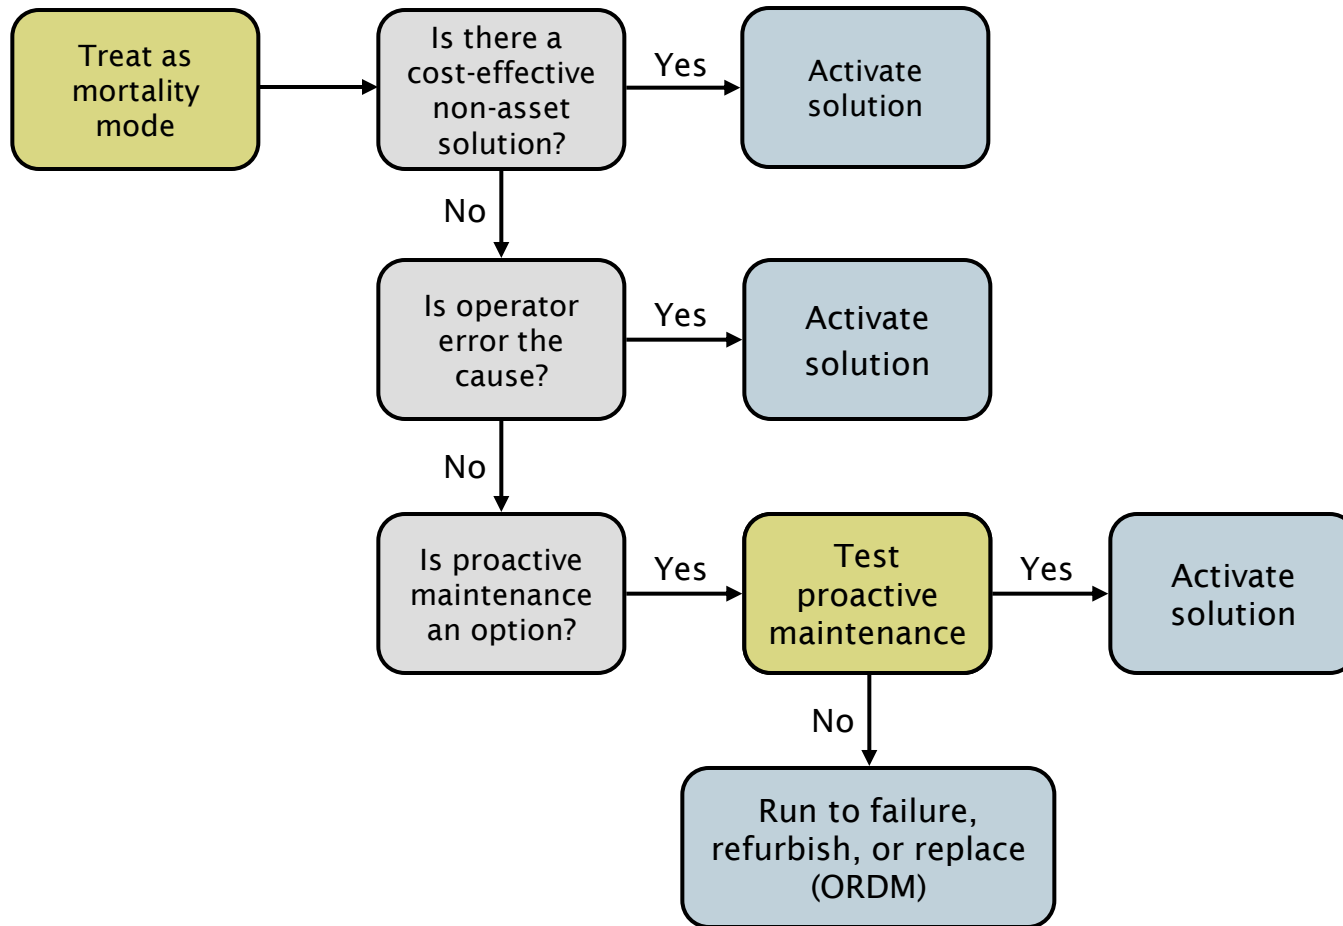 Treat as
mortality
mode
Is there a
cost-effective
non-asset
solution?
Yes
Activate
solution
No
Is operator
error the
cause?
Yes
Activate
solution
No
Is proactive
maintenance
an option?
Yes
Test
proactive
maintenance
Yes
Activate
solution
No
Run to failure,
refurbish, or replace
(ORDM)